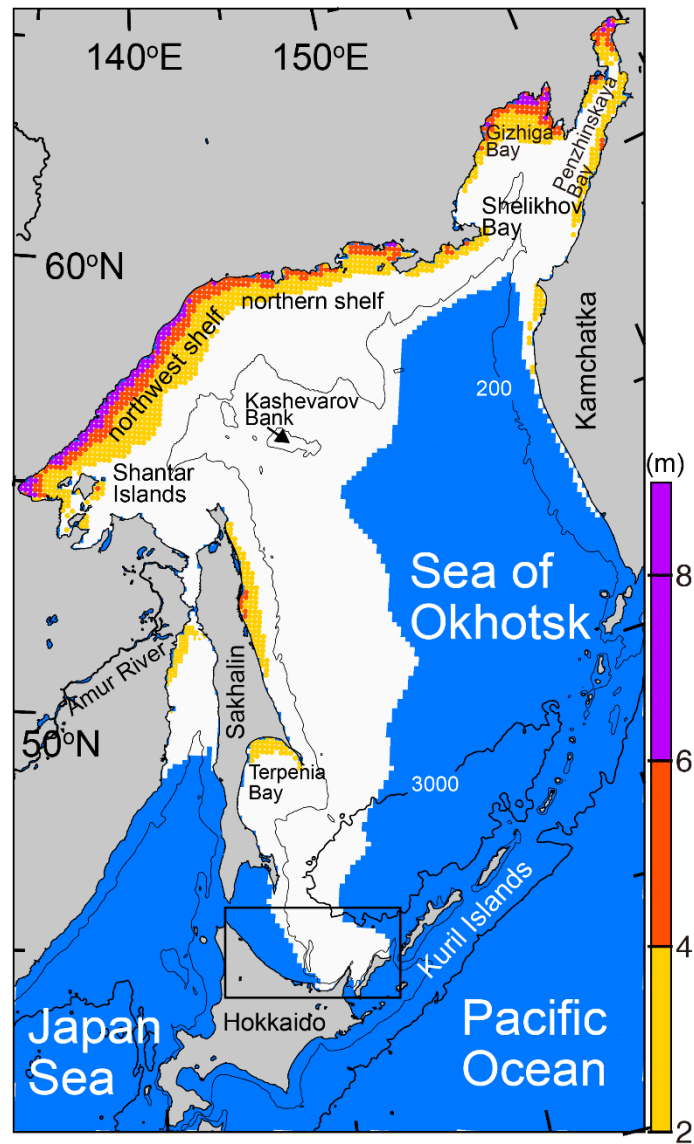 140°E
150°E
Gizhiga
Bay
Penzhinskaya
Bay
Shelikhov
Bay
60°N
northern shelf
northwest shelf
Kamchatka
200
Kashevarov
Bank
(m)
Shantar
Islands
8
Sea of
Okhotsk
Amur River
Sakhalin
50°N
6
Terpenia
Bay
3000
4
Kuril Islands
Hokkaido
Japan
Sea
Pacific
Ocean
2